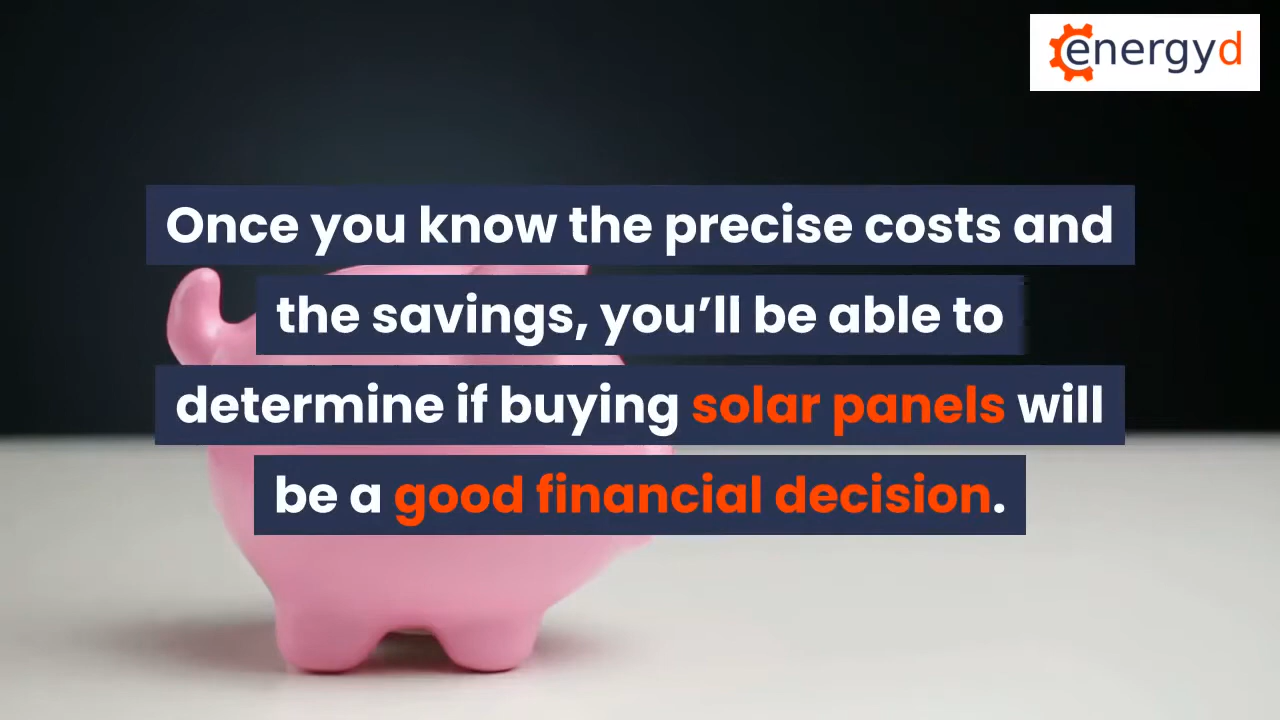 energyd
Once you know the precise costs and
the savings, you’ll be able to
determine if buying solar panels will
be a good financial decision.